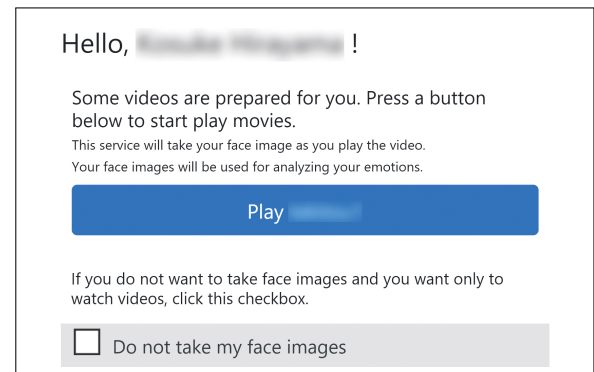 Hello, !
Some videos are prepared for you. Press a button
below to start play movies.
This service will take your face image as you play the video.
Your face images will be used for analyzing your emotions.
Play
If you do not want to take face images and you want only to
watch videos, click this checkbox.
Do not take my face images